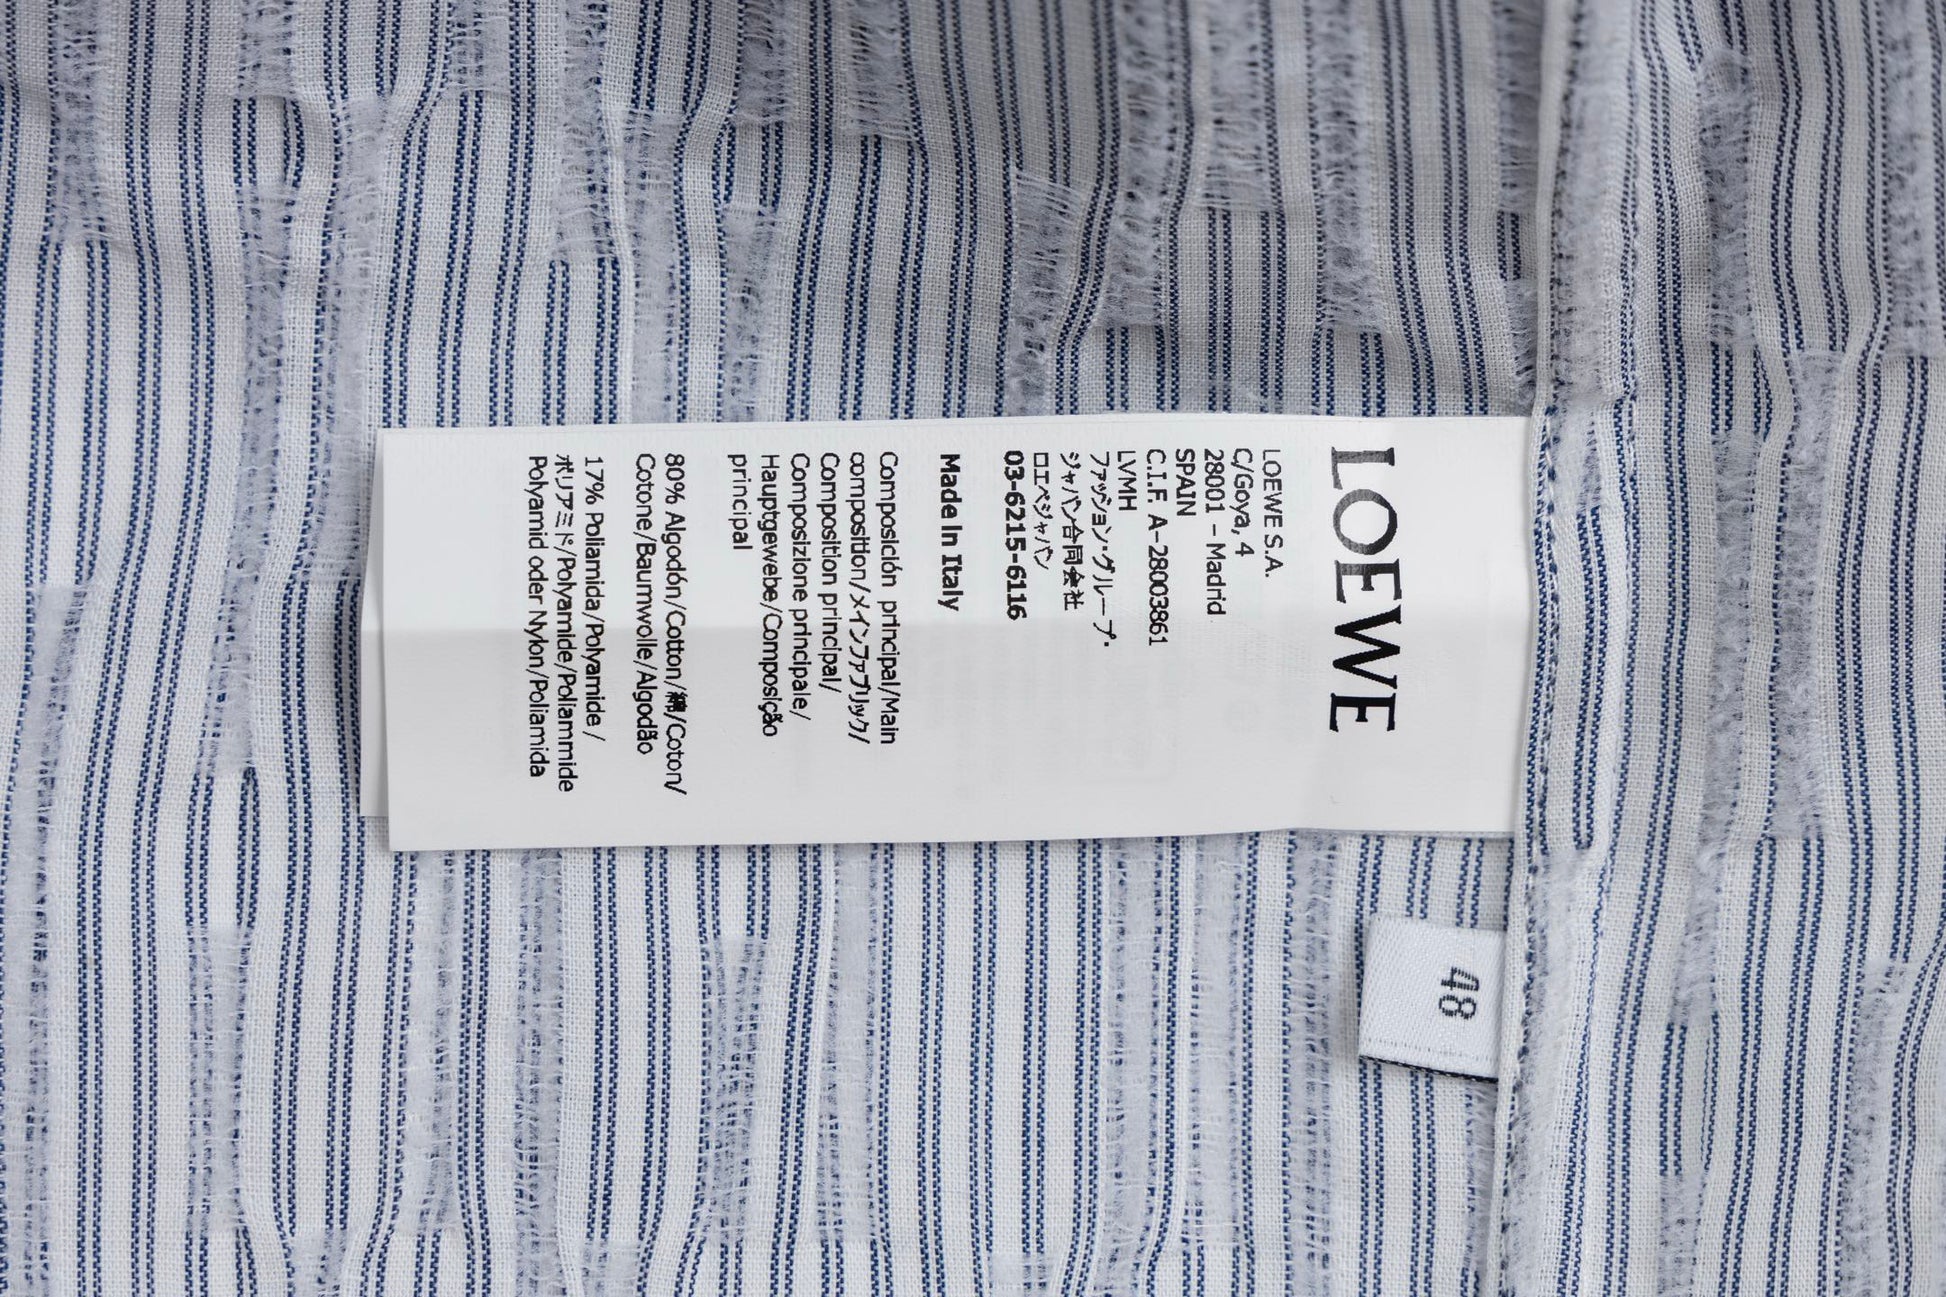 LOEWE
LOEWE S.A.
C/Goya, 4
28001 – Madrid
SPAIN
C.I.F. A-28003861
LVMH
ファッション・グループ・
ジャパン合同会社
ロエベジャパン
03-6215-6116
Made in Italy
Composición principal/Main
composition/メインファブリック/
Composition principal/
Composizione principale/
Hauptgewebe/Composição
principal
80% Algodón/Cotton/綿/Coton/
Cotone/Baumwolle/Algodão
17% Poliamida/Polyamide/
ポリアミド/Polyamide/Poliammide
Polyamid oder Nylon/Poliamida
48